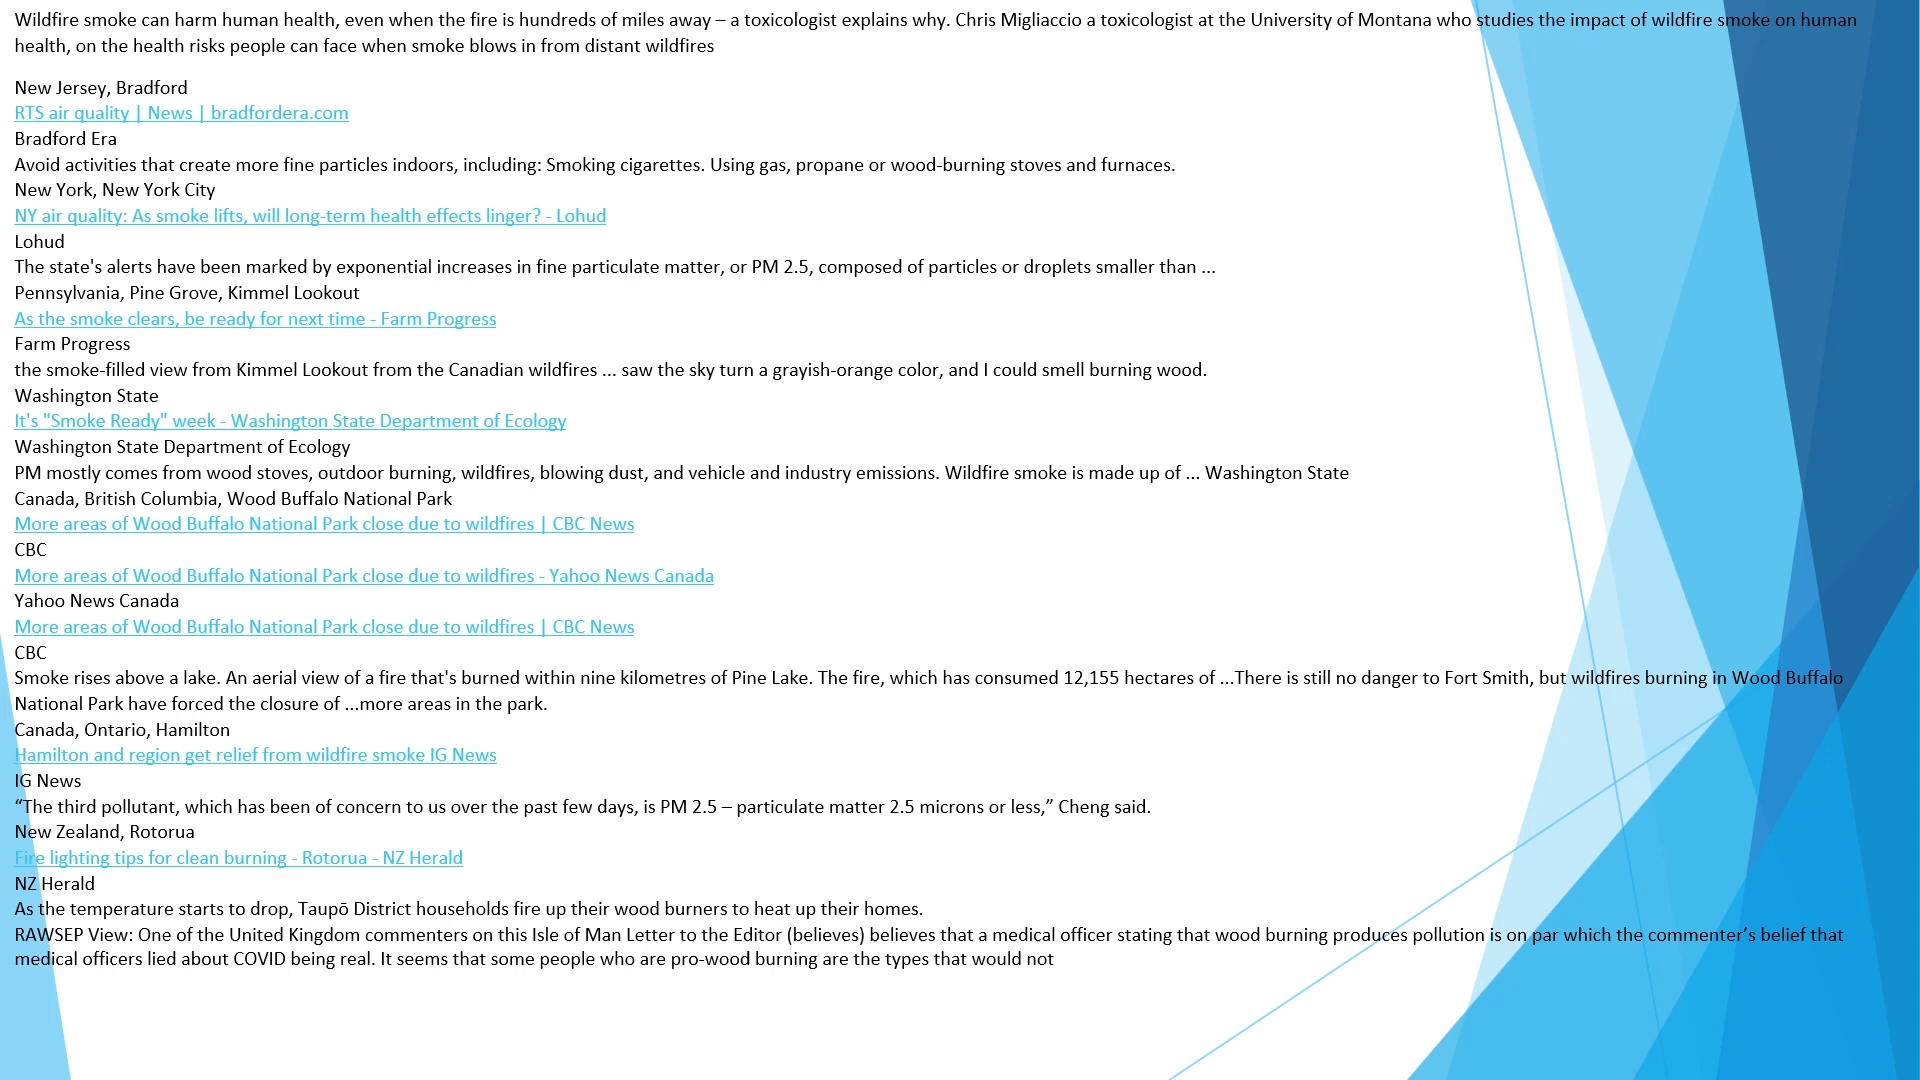 Wildfire smoke can harm human health, even when the fire is hundreds of miles away – a toxicologist explains why. Chris Migliaccio a toxicologist at the University of Montana who studies the impact of wildfire smoke on human
health, on the health risks people can face when smoke blows in from distant wildfires
New Jersey, Bradford
RTS air quality | News | bradfordera.com
Bradford Era
Avoid activities that create more fine particles indoors, including: Smoking cigarettes. Using gas, propane or wood-burning stoves and furnaces.
New York, New York City
NY air quality: As smoke lifts, will long-term health effects linger? - Lohud
Lohud
The state's alerts have been marked by exponential increases in fine particulate matter, or PM 2.5, composed of particles or droplets smaller than ...
Pennsylvania, Pine Grove, Kimmel Lookout
As the smoke clears, be ready for next time - Farm Progress
Farm Progress
the smoke-filled view from Kimmel Lookout from the Canadian wildfires ... saw the sky turn a grayish-orange color, and I could smell burning wood.
Washington State
It's "Smoke Ready" week - Washington State Department of Ecology
Washington State Department of Ecology
PM mostly comes from wood stoves, outdoor burning, wildfires, blowing dust, and vehicle and industry emissions. Wildfire smoke is made up of ... Washington State
Canada, British Columbia, Wood Buffalo National Park
More areas of Wood Buffalo National Park close due to wildfires | CBC News
CBC
More areas of Wood Buffalo National Park close due to wildfires - Yahoo News Canada
Yahoo News Canada
More areas of Wood Buffalo National Park close due to wildfires | CBC News
CBC
Smoke rises above a lake. An aerial view of a fire that's burned within nine kilometres of Pine Lake. The fire, which has consumed 12,155 hectares of ...There is still no danger to Fort Smith, but wildfires burning in Wood Buffalo
National Park have forced the closure of ...more areas in the park.
Canada, Ontario, Hamilton
Hamilton and region get relief from wildfire smoke IG News
IG News
“The third pollutant, which has been of concern to us over the past few days, is PM 2.5 – particulate matter 2.5 microns or less,” Cheng said.
New Zealand, Rotorua
Fire lighting tips for clean burning - Rotorua - NZ Herald
NZ Herald
As the temperature starts to drop, Taupō District households fire up their wood burners to heat up their homes.
RAWSEP View: One of the United Kingdom commenters on this Isle of Man Letter to the Editor (believes) believes that a medical officer stating that wood burning produces pollution is on par which the commenter’s belief that
medical officers lied about COVID being real. It seems that some people who are pro-wood burning are the types that would not